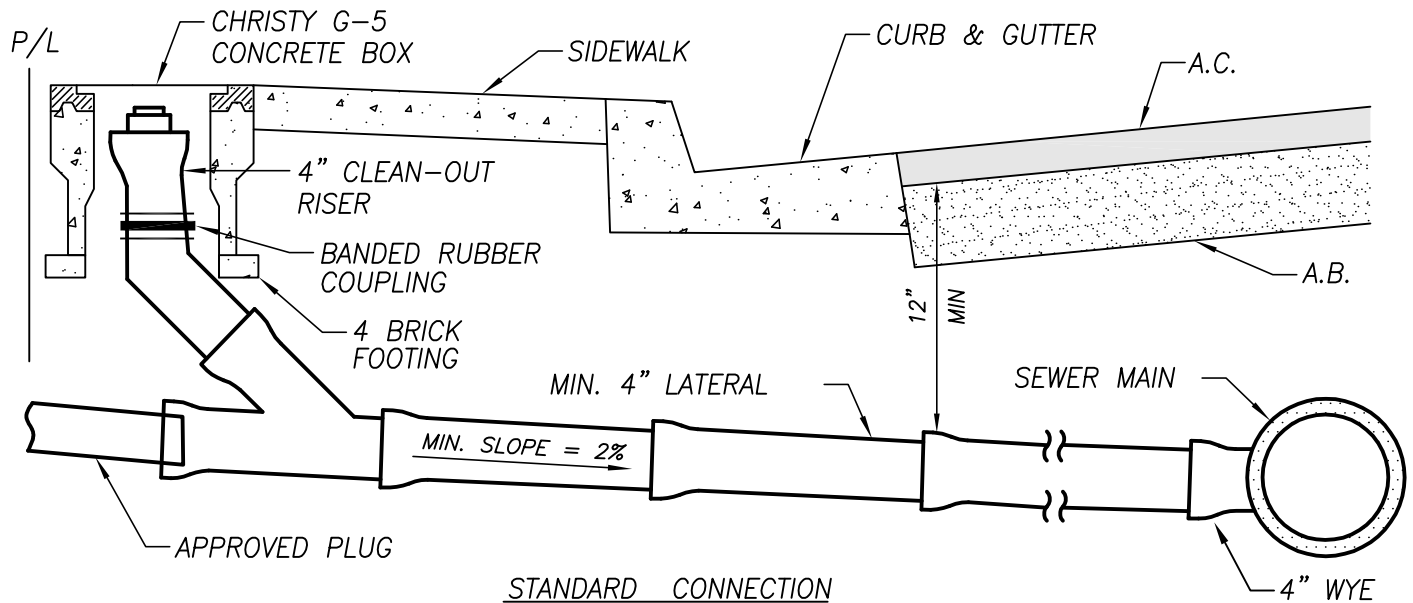 P/L
CHRISTY G-5
CONCRETE BOX
SIDEWALK
CURB & GUTTER
A.C.
4" CLEAN-OUT
RISER
BANDED RUBBER
COUPLING
4 BRICK
FOOTING
12"
MIN
A.B.
MIN. 4" LATERAL
SEWER MAIN
MIN. SLOPE = 2%
APPROVED PLUG
4" WYE
STANDARD CONNECTION